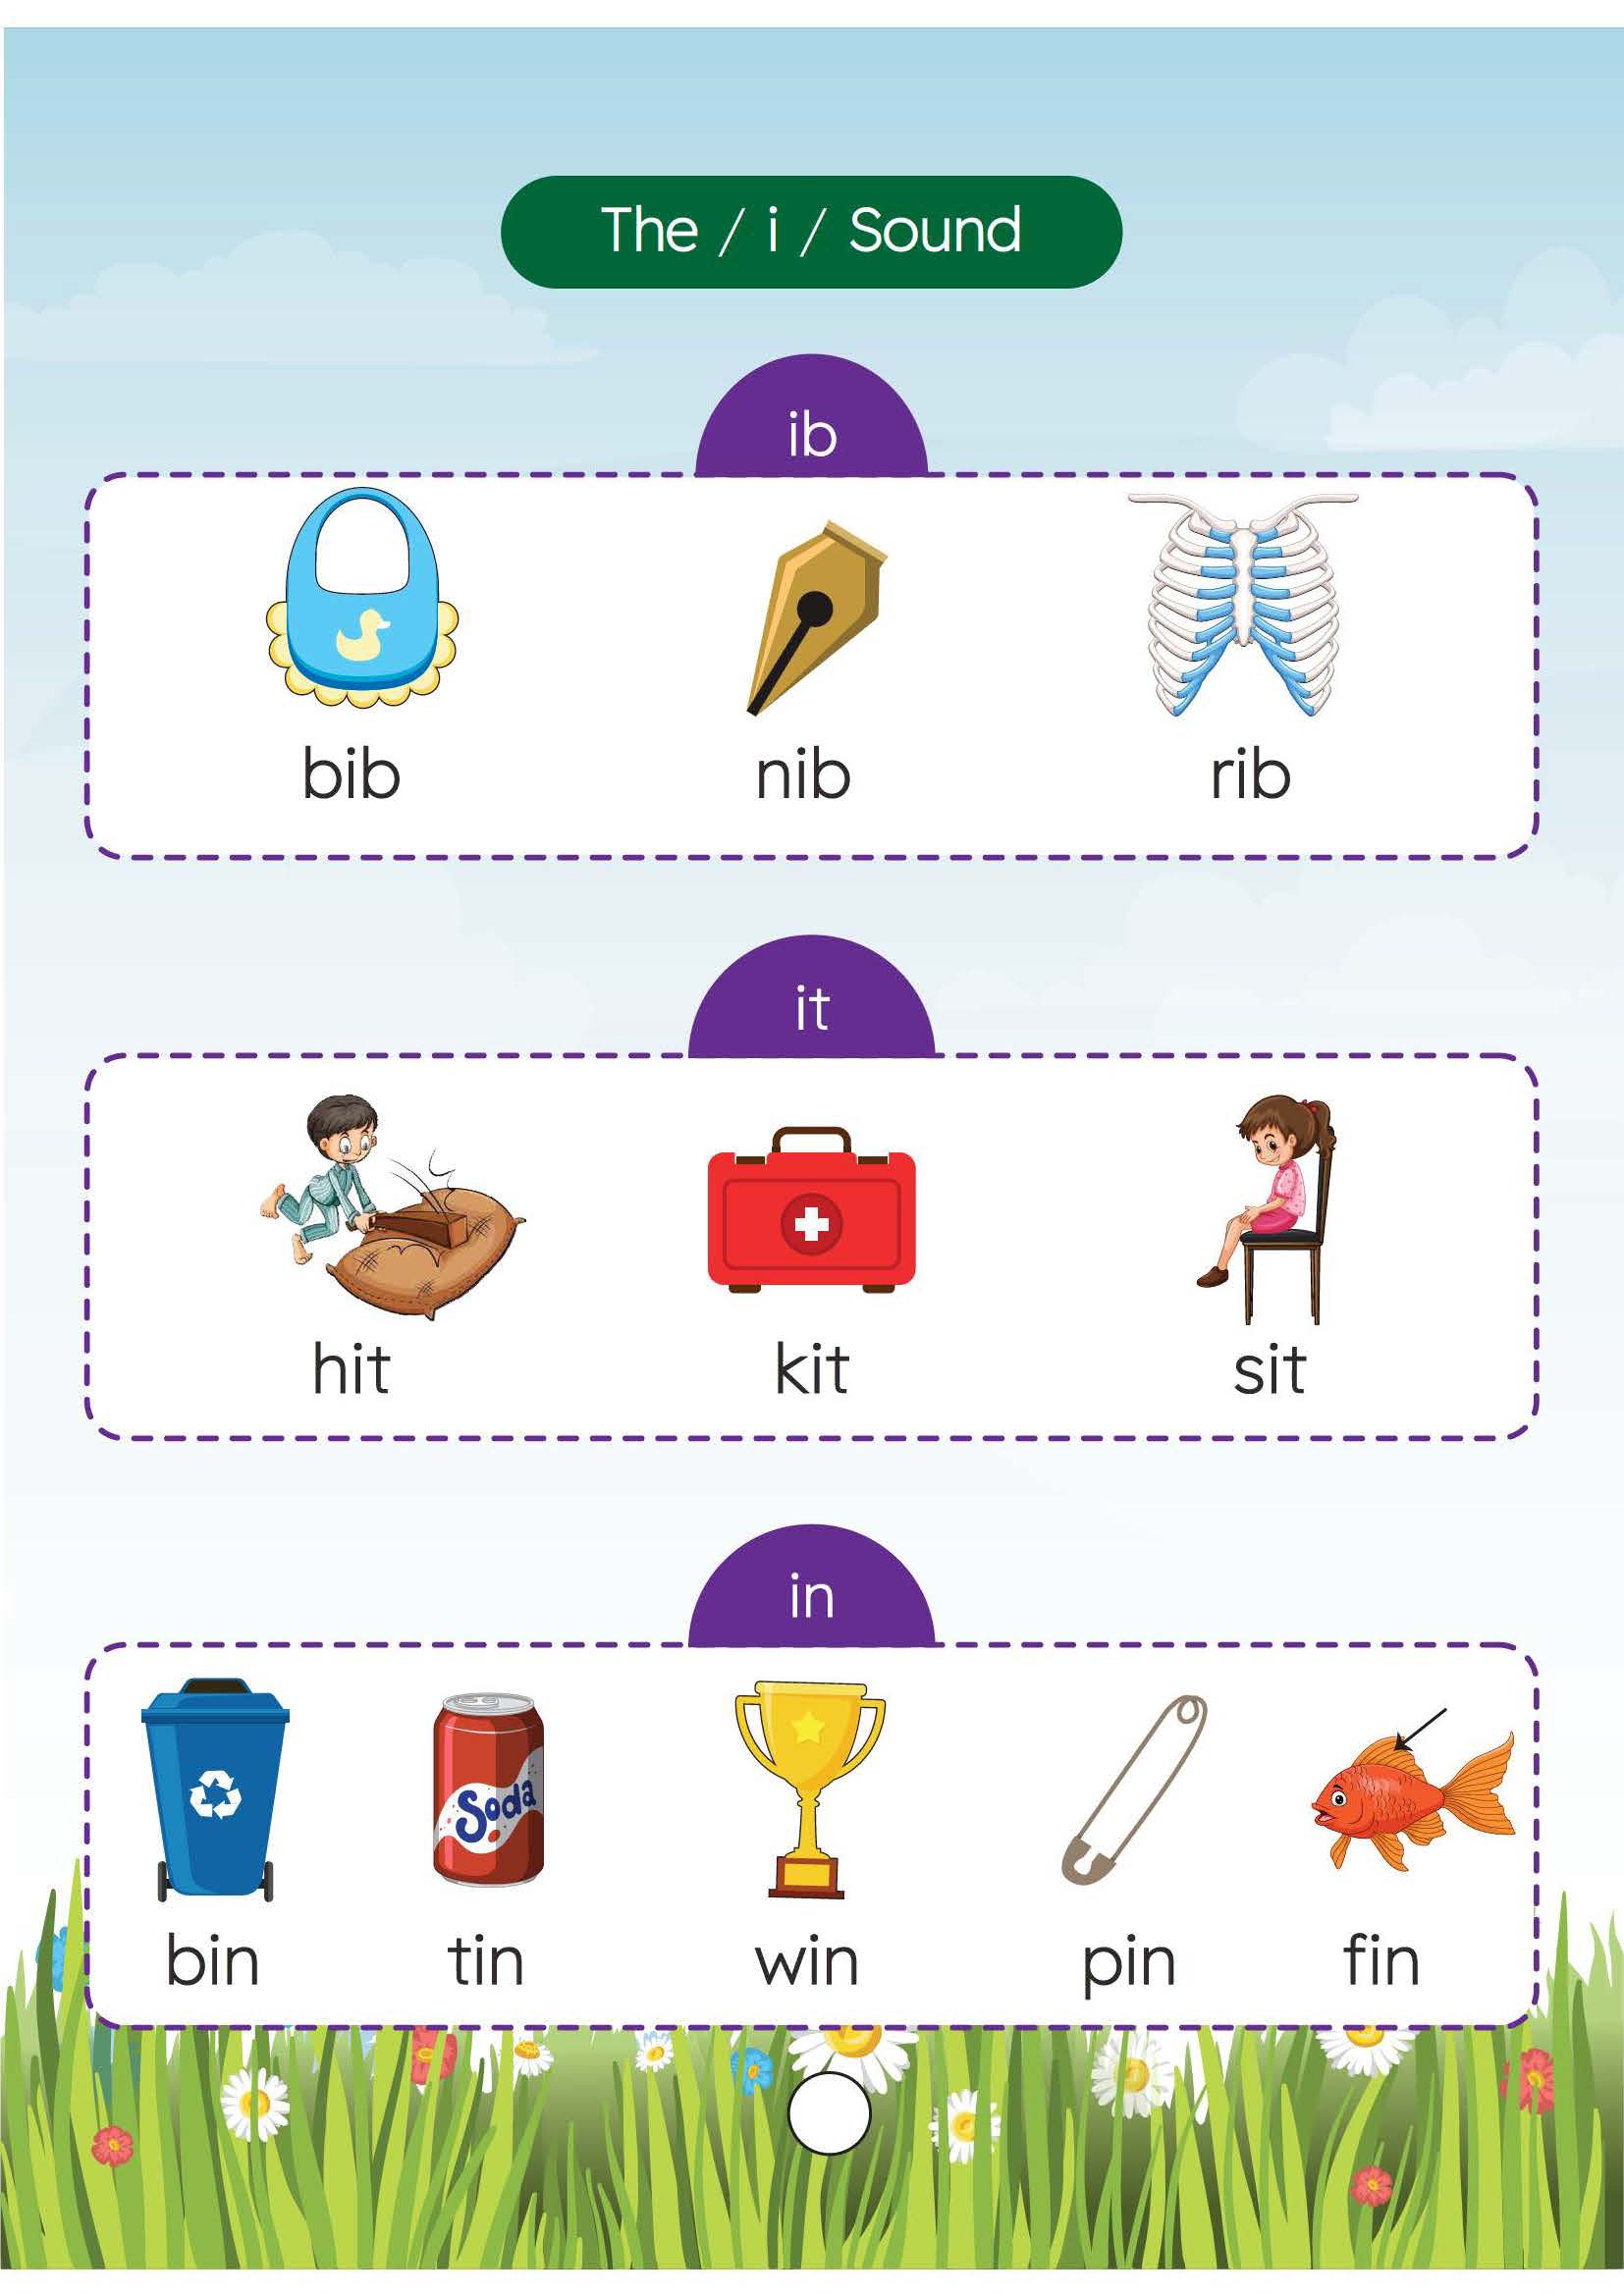 The / i / Sound
ib
bib nib rib
it
hit kit sit
in
Soda
bin tin win pin fin